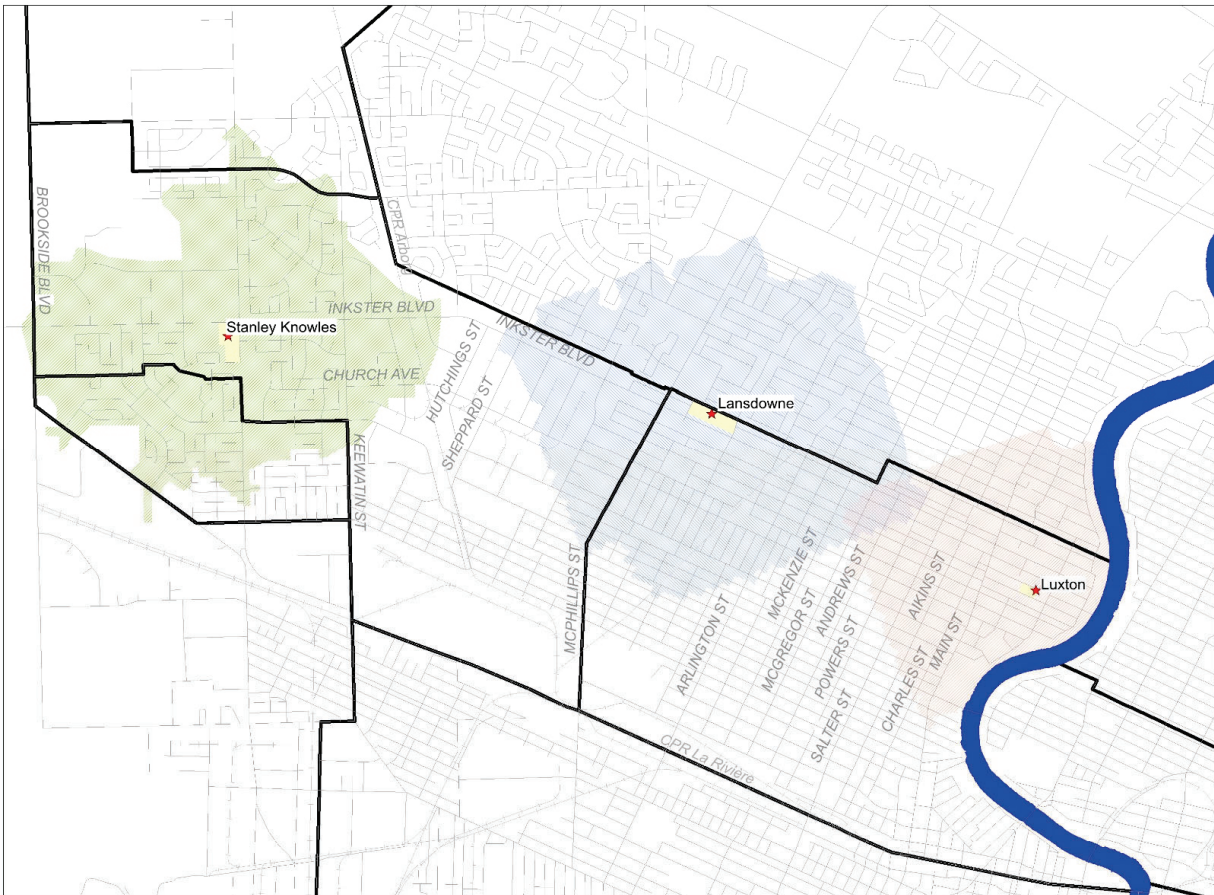 BROOKSIDE BLVD
CPR Arborg
INKSTER BLVD
Stanley Knowles
CHURCH AVE
HUTCHINGS ST
SHEPPARD ST
KEEWATIN ST
INKSTER BLVD
Lansdowne
MCPHILLIPS ST
ARLINGTON ST
MCKENZIE ST
MCGREGOR ST
ANDREWS ST
POWERS ST
SALTER ST
AIKINS ST
CHARLES ST
MAIN ST
Luxton
CPR La Rivière